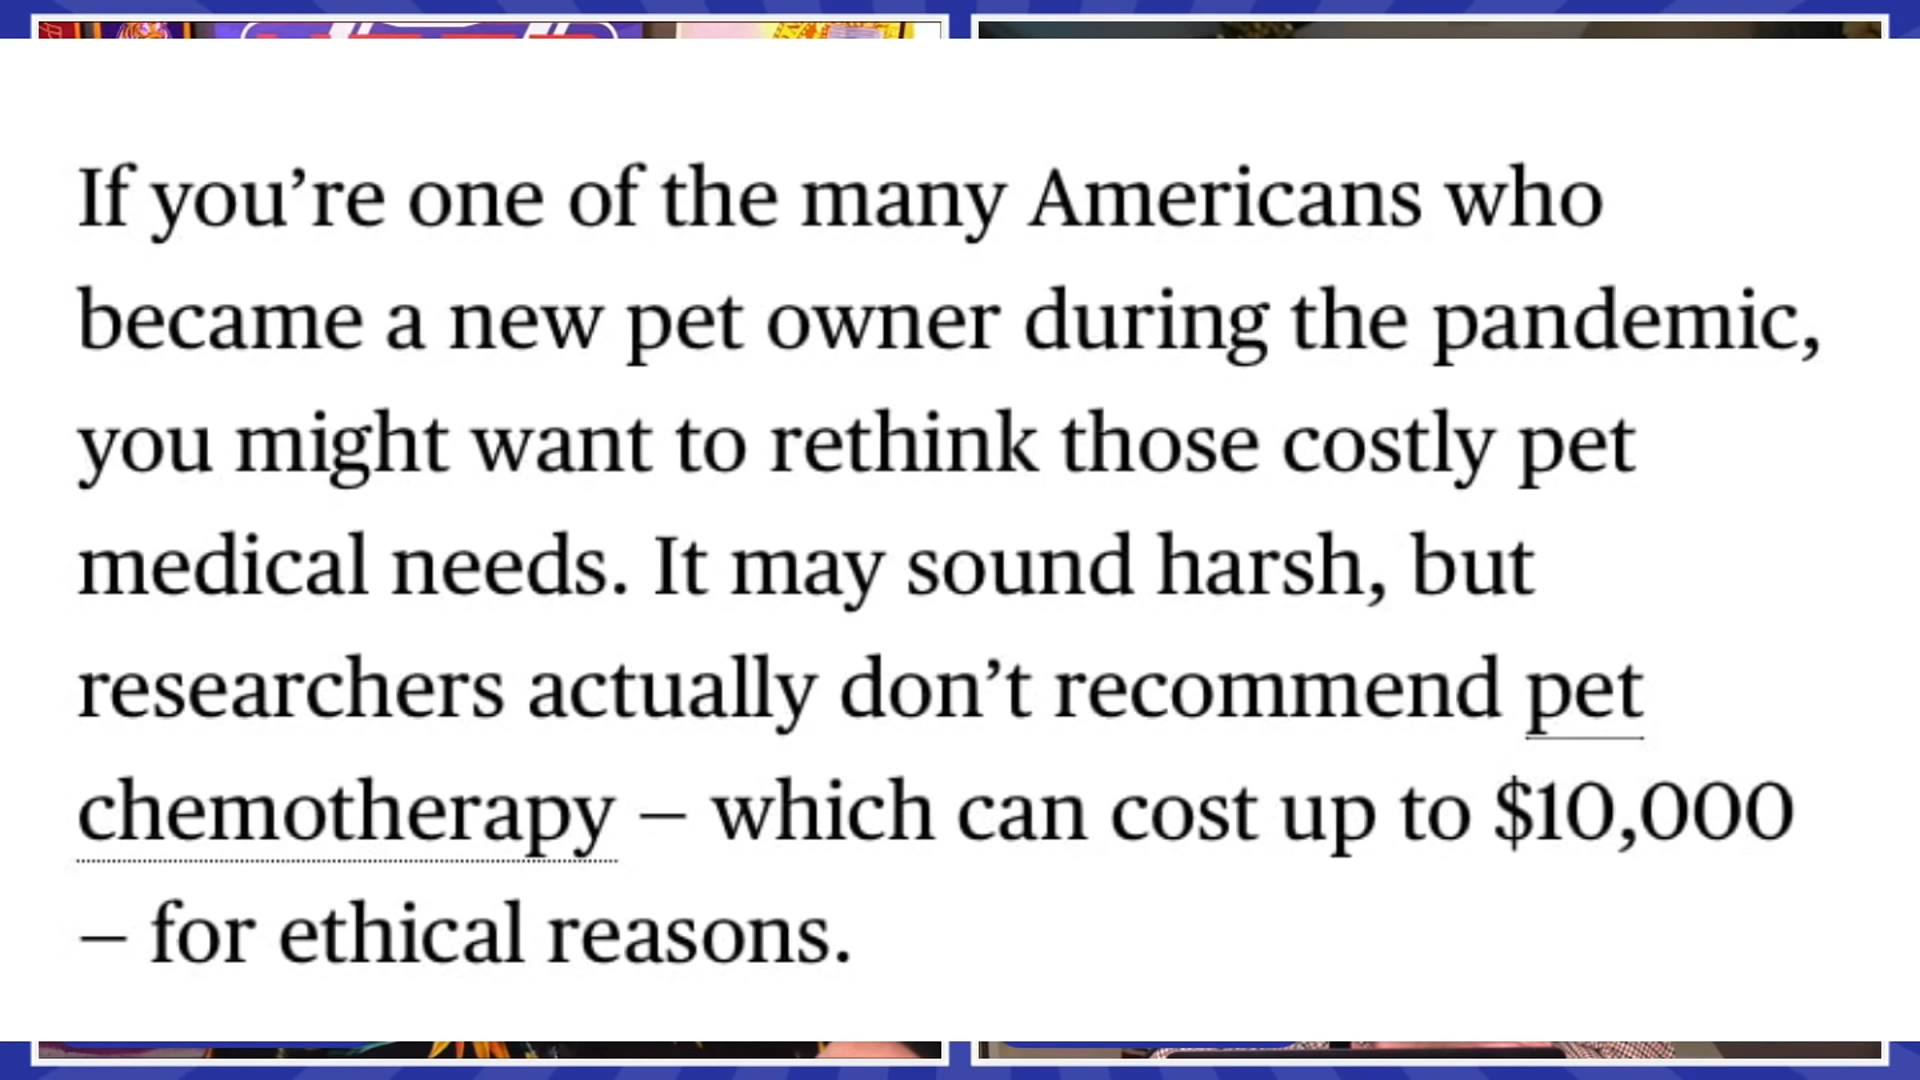 If you’re one of the many Americans who
became a new pet owner during the pandemic,
you might want to rethink those costly pet
medical needs. It may sound harsh, but
researchers actually don’t recommend pet
chemotherapy – which can cost up to $10,000
– for ethical reasons.